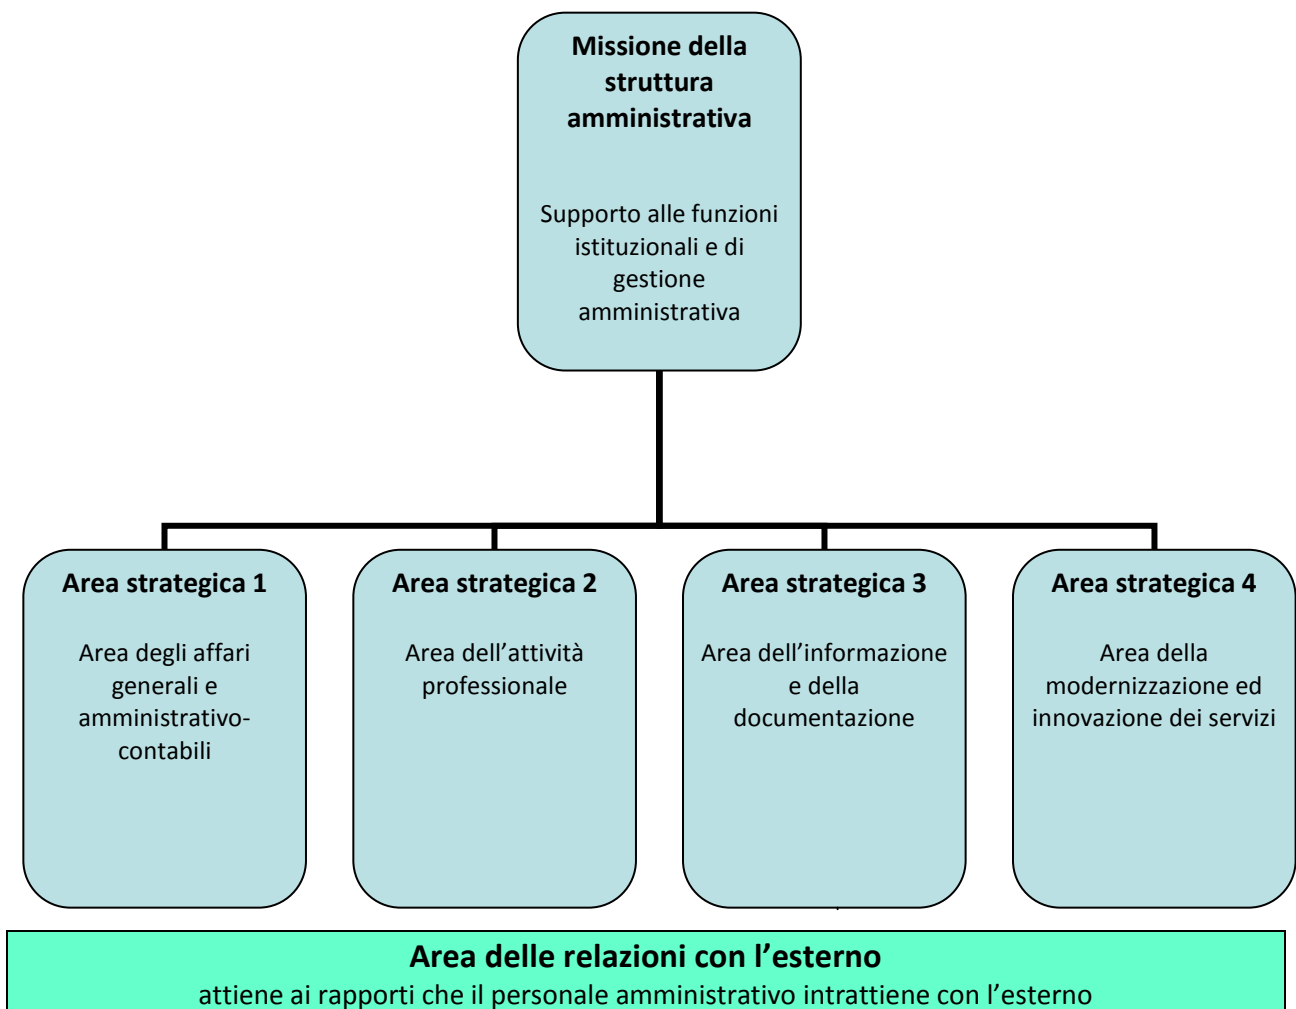 Missione della
struttura
amministrativa
Supporto alle funzioni
istituzionali e di
gestione
amministrativa
Area strategica 1
Area degli affari
generali e
amministrativo-
contabili
Area strategica 2
Area dell’attività
professionale
Area strategica 3
Area dell’informazione
e della
documentazione
Area strategica 4
Area della
modernizzazione ed
innovazione dei servizi
Area delle relazioni con l’esterno
attiene ai rapporti che il personale amministrativo intrattiene con l’esterno